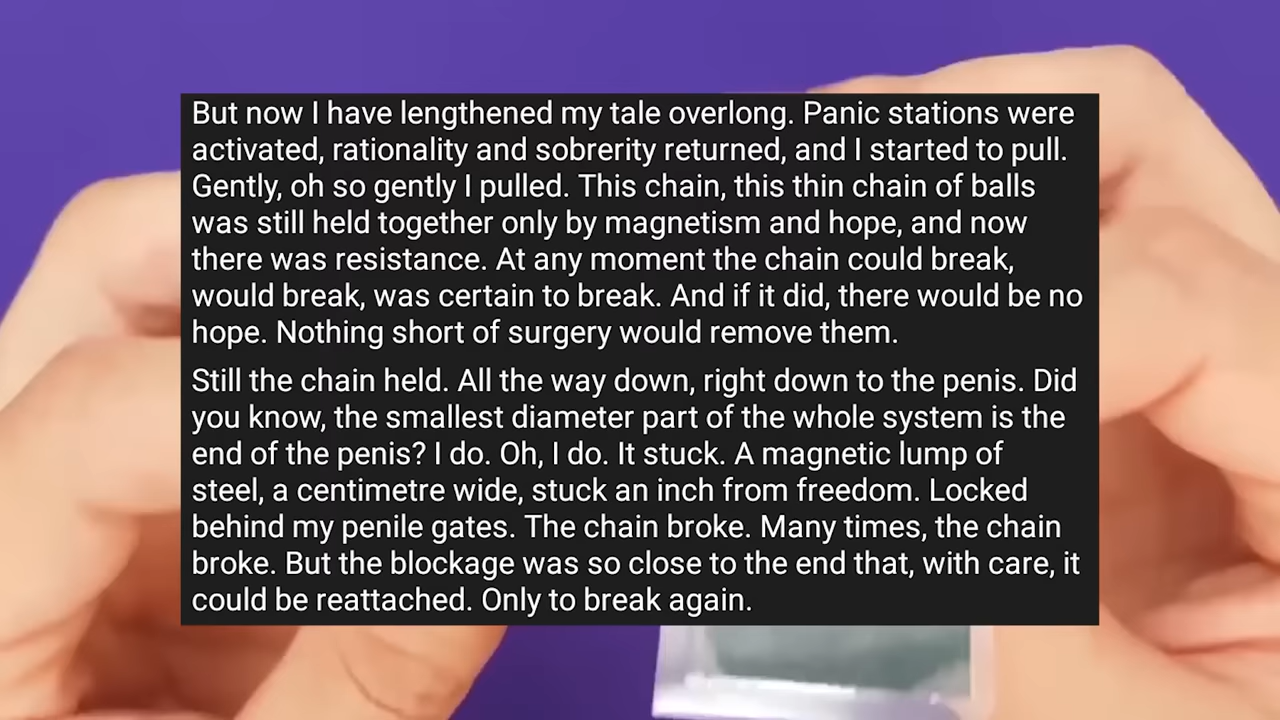 But now I have lengthened my tale overlong. Panic stations were
activated, rationality and sobrerity returned, and I started to pull.
Gently, oh so gently I pulled. This chain, this thin chain of balls
was still held together only by magnetism and hope, and now
there was resistance. At any moment the chain could break,
would break, was certain to break. And if it did, there would be no
hope. Nothing short of surgery would remove them.
Still the chain held. All the way down, right down to the penis. Did
you know, the smallest diameter part of the whole system is the
end of the penis? I do. Oh, I do. It stuck. A magnetic lump of
steel, a centimetre wide, stuck an inch from freedom. Locked
behind my penile gates. The chain broke. Many times, the chain
broke. But the blockage was so close to the end that, with care, it
could be reattached. Only to break again.